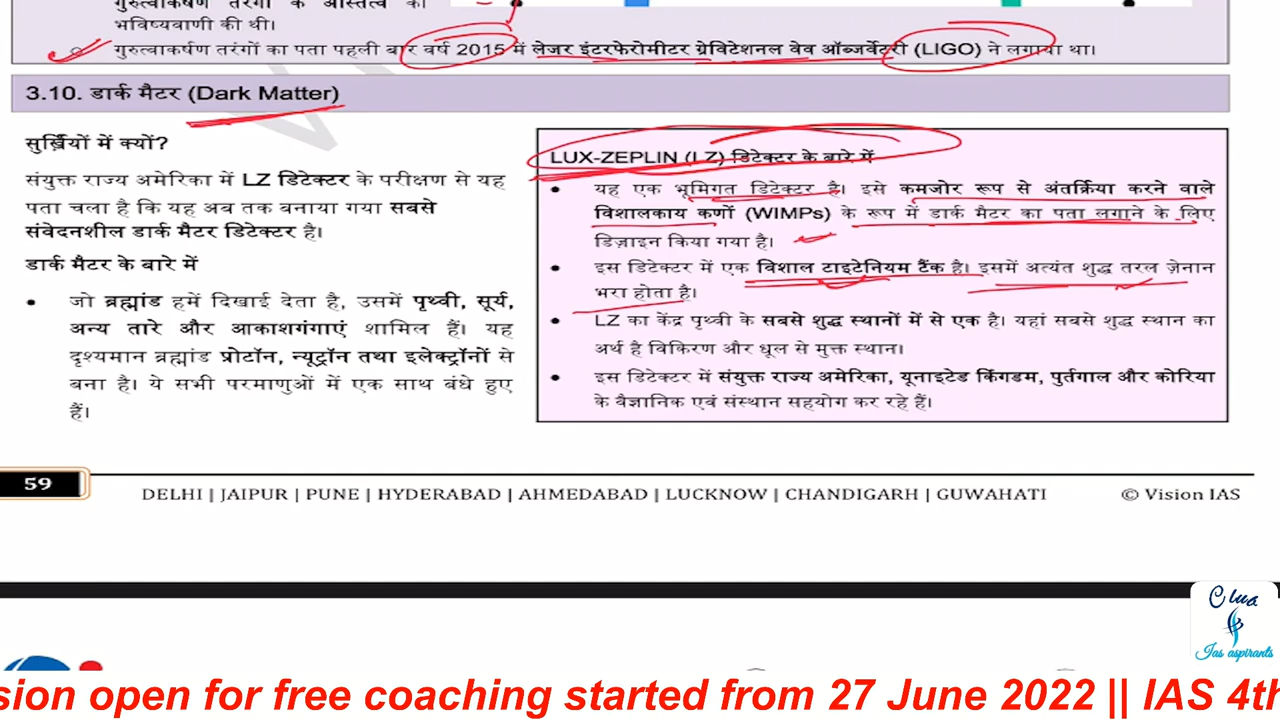 गुरुत्वाकर्षण तरंगों के अस्तित्व की
भविष्यवाणी की थी।
गुरुत्वाकर्षण तरंगों का पता पहली बार वर्ष 2015 में लेजर इंटरफेरोमीटर ग्रेविटेशनल वेव ऑब्जर्वेटरी (LIGO) ने लगाया था।
3.10. डार्क मैटर (Dark Matter)
सुर्ख़ियों में क्यों?
संयुक्त राज्य अमेरिका में LZ डिटेक्टर के परीक्षण से यह
पता चला है कि यह अब तक बनाया गया सबसे
संवेदनशील डार्क मैटर डिटेक्टर है।
डार्क मैटर के बारे में
• जो ब्रह्मांड हमें दिखाई देता है, उसमें पृथ्वी, सूर्य,
अन्य तारे और आकाशगंगाएं शामिल हैं। यह
दृश्यमान ब्रह्मांड प्रोटॉन, न्यूट्रॉन तथा इलेक्ट्रॉनों से
बना है। ये सभी परमाणुओं में एक साथ बंधे हुए
हैं।
LUX-ZEPLIN (LZ) डिटेक्टर के बारे में
• यह एक भूमिगत डिटेक्टर है। इसे कमजोर रूप से अंतर्क्रिया करने वाले
विशालकाय कणों (WIMPs) के रूप में डार्क मैटर का पता लगाने के लिए
डिज़ाइन किया गया है।
• इस डिटेक्टर में एक विशाल टाइटेनियम टैंक है। इसमें अत्यंत शुद्ध तरल ज़ेनान
भरा होता है।
• LZ का केंद्र पृथ्वी के सबसे शुद्ध स्थानों में से एक है। यहां सबसे शुद्ध स्थान का
अर्थ है विकिरण और धूल से मुक्त स्थान।
• इस डिटेक्टर में संयुक्त राज्य अमेरिका, यूनाइटेड किंगडम, पुर्तगाल और कोरिया
के वैज्ञानिक एवं संस्थान सहयोग कर रहे हैं।
59
DELHI | JAIPUR | PUNE | HYDERABAD | AHMEDABAD | LUCKNOW | CHANDIGARH | GUWAHATI
© Vision IAS
Clue
Ias aspirants
sion open for free coaching started from 27 June 2022 || IAS 4th